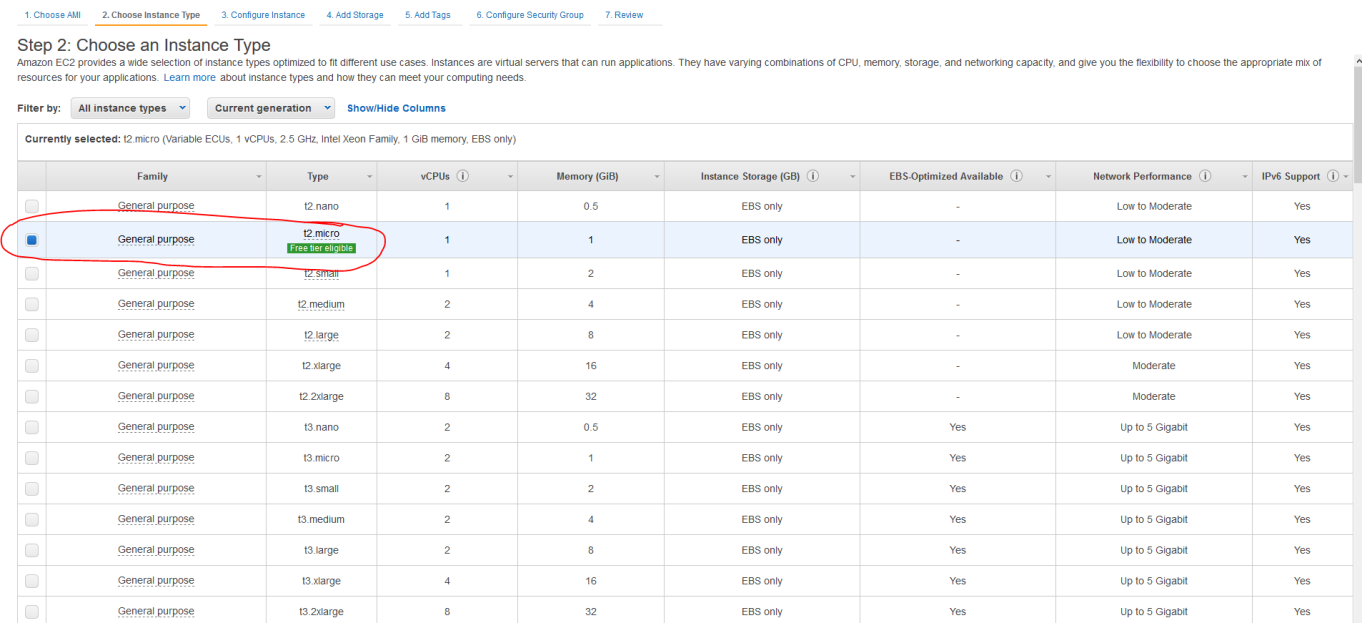 1. Choose AMI 2. Choose Instance Type 3. Configure Instance 4. Add Storage 5. Add Tags 6. Configure Security Group 7. Review
Step 2: Choose an Instance Type
Amazon EC2 provides a wide selection of instance types optimized to fit different use cases. Instances are virtual servers that can run applications. They have varying combinations of CPU, memory, storage, and networking capacity, and give you the flexibility to choose the appropriate mix of
resources for your applications. Learn more about instance types and how they can meet your computing needs.
Filter by: All instance types Current generation Show/Hide Columns
Currently selected: t2.micro (Variable ECUs, 1 vCPUs, 2.5 GHz, Intel Xeon Family, 1 GiB memory, EBS only)
Family Type vCPUs Memory (GiB) Instance Storage (GB) EBS-Optimized Available Network Performance IPv6 Support
General purpose t2.nano 1 0.5 EBS only - Low to Moderate Yes
General purpose t2.micro 1 1 EBS only - Low to Moderate Yes
Free tier eligible
General purpose t2.small 1 2 EBS only - Low to Moderate Yes
General purpose t2.medium 2 4 EBS only - Low to Moderate Yes
General purpose t2.large 2 8 EBS only - Low to Moderate Yes
General purpose t2.xlarge 4 16 EBS only - Moderate Yes
General purpose t2.2xlarge 8 32 EBS only - Moderate Yes
General purpose t3.nano 2 0.5 EBS only Yes Up to 5 Gigabit Yes
General purpose t3.micro 2 1 EBS only Yes Up to 5 Gigabit Yes
General purpose t3.small 2 2 EBS only Yes Up to 5 Gigabit Yes
General purpose t3.medium 2 4 EBS only Yes Up to 5 Gigabit Yes
General purpose t3.large 2 8 EBS only Yes Up to 5 Gigabit Yes
General purpose t3.xlarge 4 16 EBS only Yes Up to 5 Gigabit Yes
General purpose t3.2xlarge 8 32 EBS only Yes Up to 5 Gigabit Yes